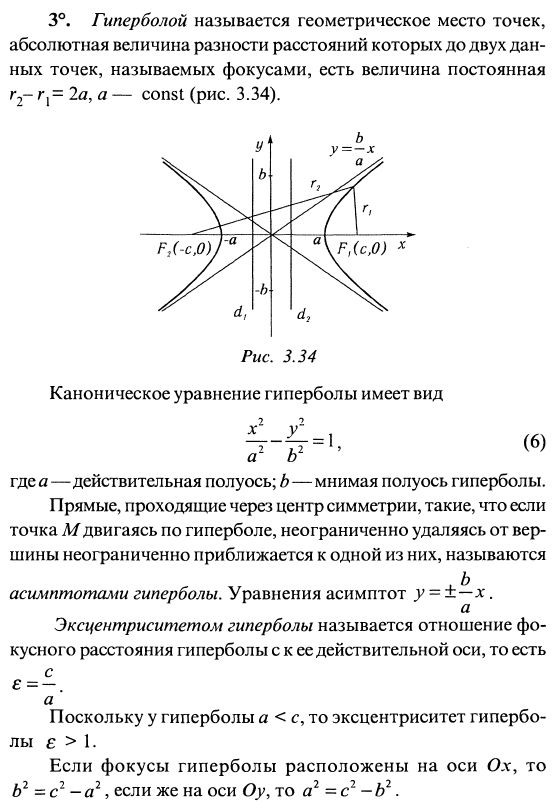 3°. Гиперболой называется геометрическое место точек,
абсолютная величина разности расстояний которых до двух дан-
ных точек, называемых фокусами, есть величина постоянная
r₂– r₁= 2a, a — const (рис. 3.34).
y
y = b/a x
b
r₂
r₁
-a
a
F₂(-c,0)
F₁(c,0)
x
-b
d₁
d₂
Рис. 3.34
Каноническое уравнение гиперболы имеет вид
x²/a² − y²/b² = 1, (6)
где a — действительная полуось; b — мнимая полуось гиперболы.
Прямые, проходящие через центр симметрии, такие, что если
точка M двигаясь по гиперболе, неограниченно удаляясь от вер-
шины неограниченно приближается к одной из них, называются
асимптотами гиперболы. Уравнения асимптот y = ± b/a x.
Эксцентриситетом гиперболы называется отношение фо-
кусного расстояния гиперболы c к ее действительной оси, то есть
ε = c/a.
Поскольку у гиперболы a < c, то эксцентриситет гипербо-
лы ε > 1.
Если фокусы гиперболы расположены на оси Ox, то
b² = c² − a², если же на оси Oy, то a² = c² − b².